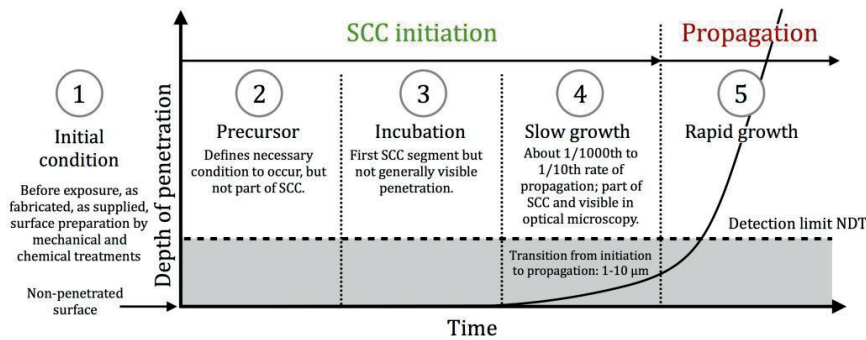 SCC initiation
Propagation
1
Initial
condition
Before exposure, as
fabricated, as supplied,
surface preparation by
mechanical and
chemical treatments
Non-penetrated
surface
Depth of penetration
2
Precursor
Defines necessary
condition to occur, but
not part of SCC.
3
Incubation
First SCC segment but
not generally visible
penetration.
4
Slow growth
About 1/1000th to
1/10th rate of
propagation; part of
SCC and visible in
optical microscopy.
5
Rapid growth
Detection limit NDT
Transition from initiation
to propagation: 1-10 μm
Time